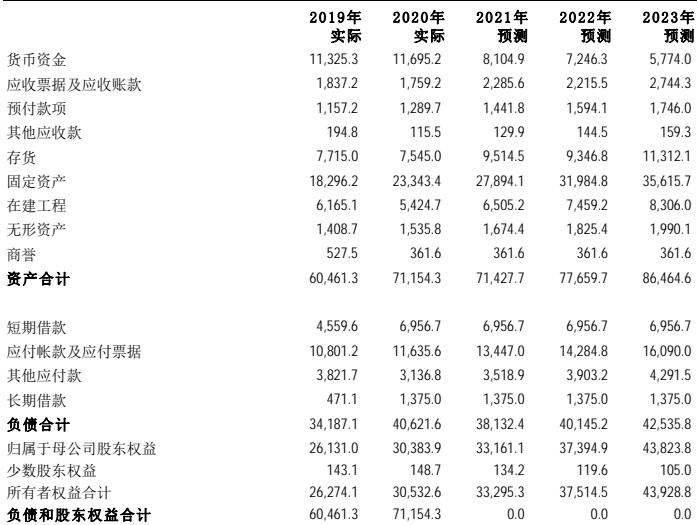 2019年 2020年 2021年 2022年 2023年
实际 实际 预测 预测 预测
货币资金 11,325.3 11,695.2 8,104.9 7,246.3 5,774.0
应收票据及应收账款 1,837.2 1,759.2 2,285.6 2,215.5 2,744.3
预付款项 1,157.2 1,289.7 1,441.8 1,594.1 1,746.0
其他应收款 194.8 115.5 129.9 144.5 159.3
存货 7,715.0 7,545.0 9,514.5 9,346.8 11,312.1
固定资产 18,296.2 23,343.4 27,894.1 31,984.8 35,615.7
在建工程 6,165.1 5,424.7 6,505.2 7,459.2 8,306.0
无形资产 1,408.7 1,535.8 1,674.4 1,825.4 1,990.1
商誉 527.5 361.6 361.6 361.6 361.6
资产合计 60,461.3 71,154.3 71,427.7 77,659.7 86,464.6
短期借款 4,559.6 6,956.7 6,956.7 6,956.7 6,956.7
应付帐款及应付票据 10,801.2 11,635.6 13,447.0 14,284.8 16,090.0
其他应付款 3,821.7 3,136.8 3,518.9 3,903.2 4,291.5
长期借款 471.1 1,375.0 1,375.0 1,375.0 1,375.0
负债合计 34,187.1 40,621.6 38,132.4 40,145.2 42,535.8
归属于母公司股东权益 26,131.0 30,383.9 33,161.1 37,394.9 43,823.8
少数股东权益 143.1 148.7 134.2 119.6 105.0
所有者权益合计 26,274.1 30,532.6 33,295.3 37,514.5 43,928.8
负债和股东权益合计 60,461.3 71,154.3 0.0 0.0 0.0